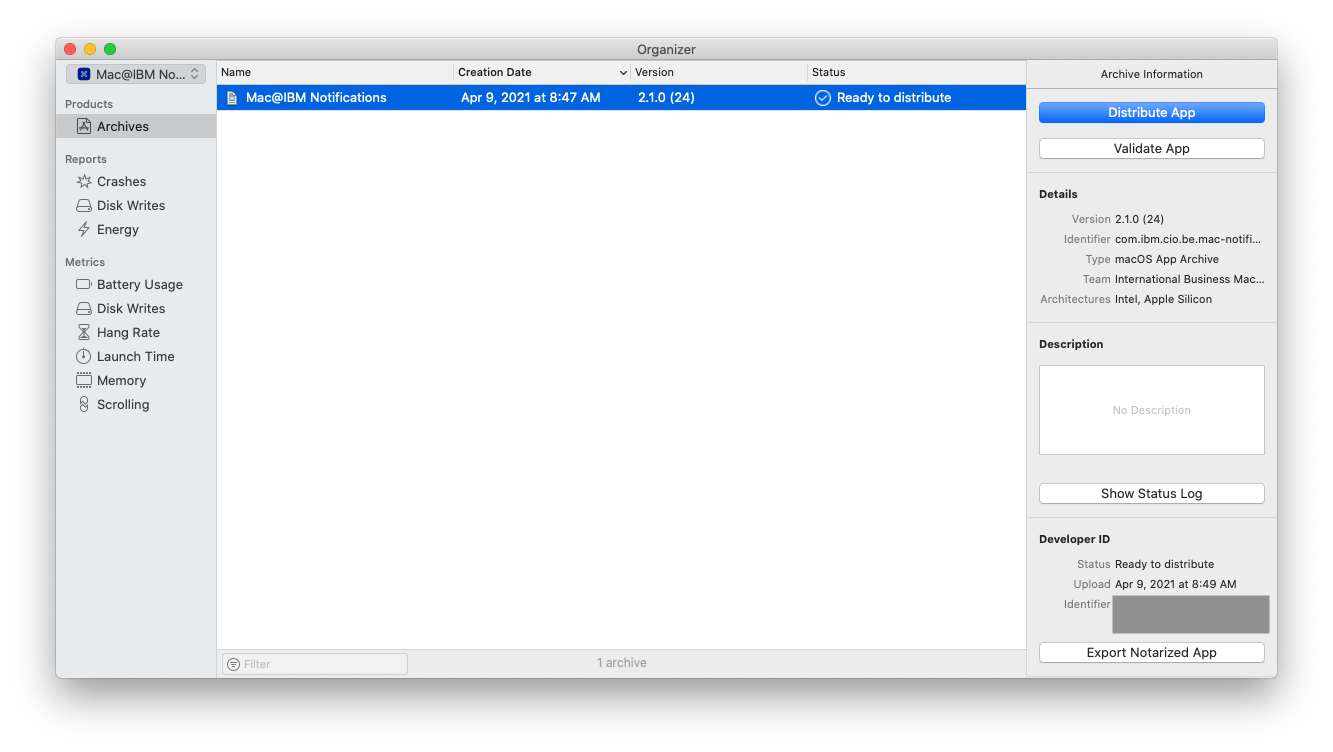 Organizer
Mac@IBM No...
Products
Archives
Reports
Crashes
Disk Writes
Energy
Metrics
Battery Usage
Disk Writes
Hang Rate
Launch Time
Memory
Scrolling
Name Creation Date Version Status
Mac@IBM Notifications Apr 9, 2021 at 8:47 AM 2.1.0 (24) Ready to distribute
Filter
1 archive
Archive Information
Distribute App
Validate App
Details
Version 2.1.0 (24)
Identifier com.ibm.cio.be.mac-notifi...
Type macOS App Archive
Team International Business Mac...
Architectures Intel, Apple Silicon
Description
No Description
Show Status Log
Developer ID
Status Ready to distribute
Upload Apr 9, 2021 at 8:49 AM
Identifier
Export Notarized App